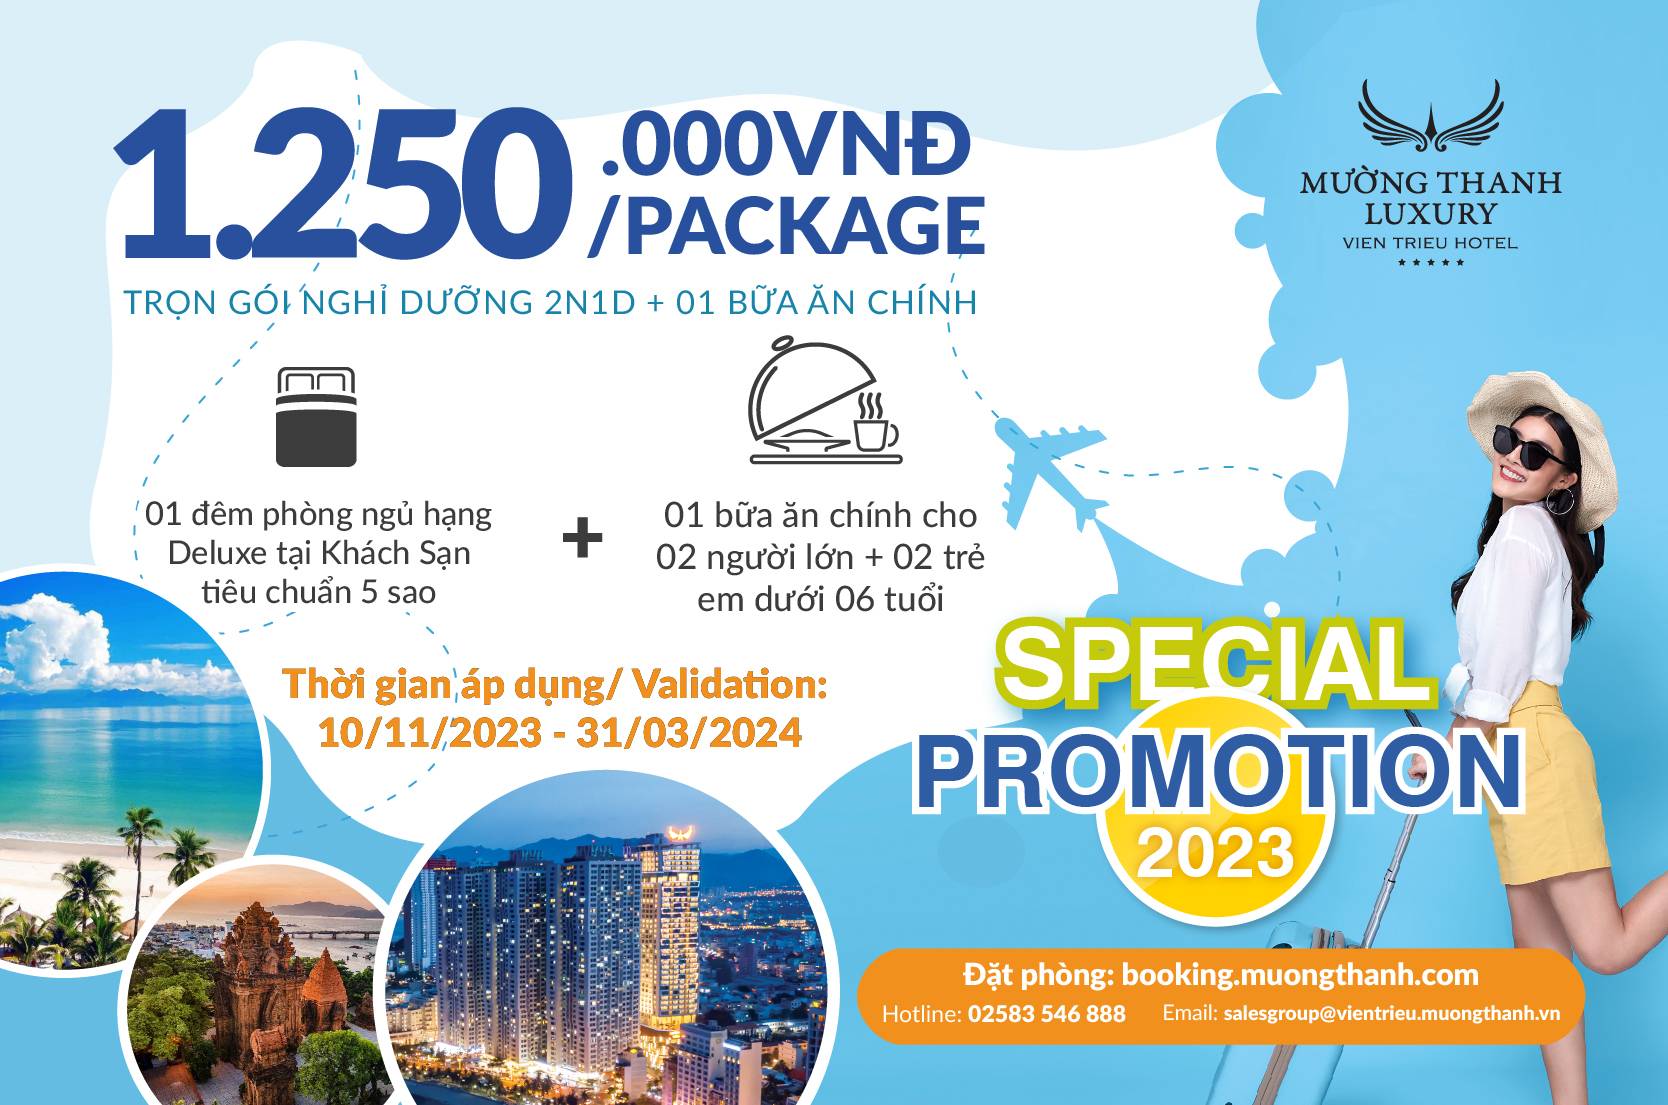 1.250.000VNĐ
/PACKAGE
TRỌN GÓI NGHỈ DƯỠNG 2N1D + 01 BỮA ĂN CHÍNH
01 đêm phòng ngủ hạng
Deluxe tại Khách Sạn
tiêu chuẩn 5 sao
+
01 bữa ăn chính cho
02 người lớn + 02 trẻ
em dưới 06 tuổi
Thời gian áp dụng/ Validation:
10/11/2023 - 31/03/2024
MƯỜNG THANH
LUXURY
VIEN TRIEU HOTEL
SPECIAL
PROMOTION
2023
Đặt phòng: booking.muongthanh.com
Hotline: 02583 546 888 Email: salesgroup@vientrieu.muongthanh.vn